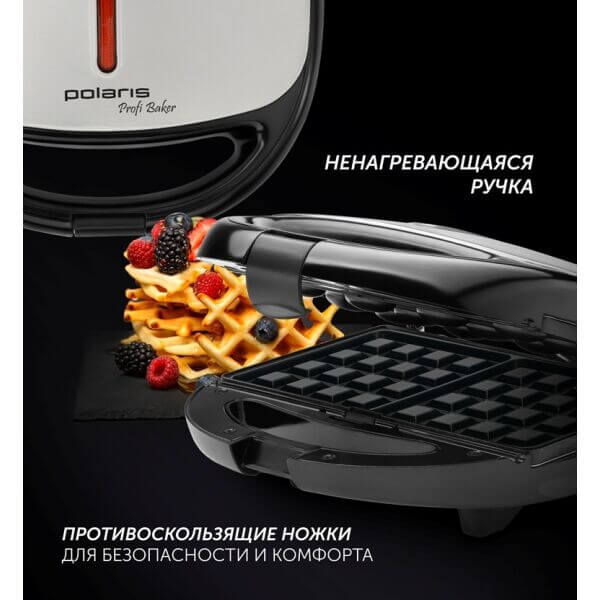 polaris
Profi Baker
НЕНАГРЕВАЮЩАЯСЯ
РУЧКА
ПРОТИВОСКОЛЬЗЯЩИЕ НОЖКИ
ДЛЯ БЕЗОПАСНОСТИ И КОМФОРТА